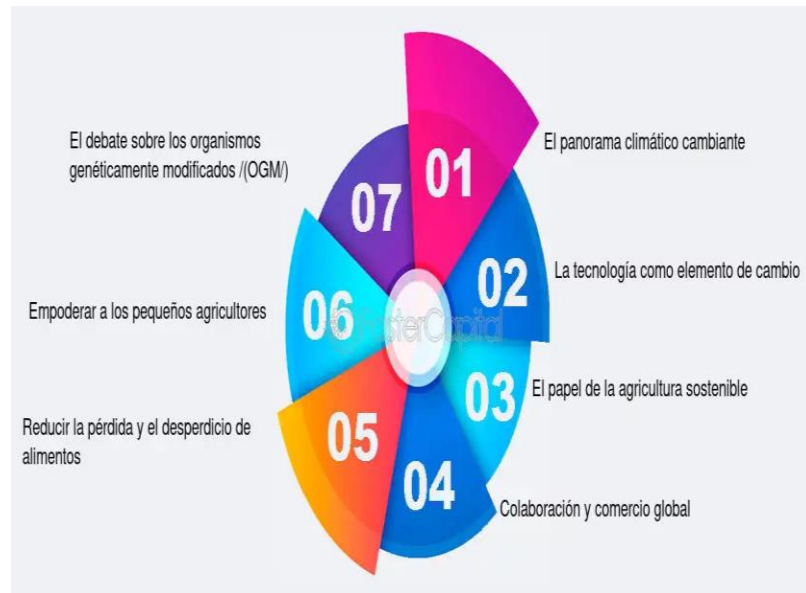 01
El panorama climático cambiante
02
La tecnología como elemento de cambio
03
El papel de la agricultura sostenible
04
Colaboración y comercio global
05
Reducir la pérdida y el desperdicio de
alimentos
06
Empoderar a los pequeños agricultores
07
El debate sobre los organismos
genéticamente modificados /(OGM/)